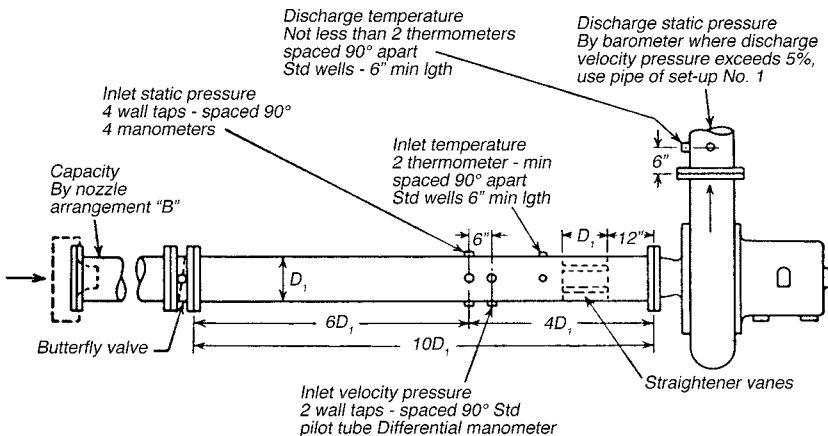 Discharge temperature
Not less than 2 thermometers
spaced 90° apart
Std wells - 6" min lgth
Discharge static pressure
By barometer where discharge
velocity pressure exceeds 5%,
use pipe of set-up No. 1
Inlet static pressure
4 wall taps - spaced 90°
4 manometers
Inlet temperature
2 thermometer - min
spaced 90° apart
Std wells 6" min lgth
6"
Capacity
By nozzle
arrangement "B"
6"
D₁
12"
D₁
6D₁
4D₁
10D₁
Butterfly valve
Straightener vanes
Inlet velocity pressure
2 wall taps - spaced 90° Std
pilot tube Differential manometer